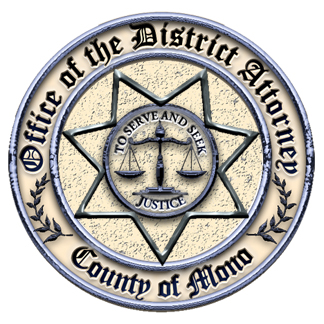 Office of the District Attorney
TO SERVE AND SEEK
JUSTICE
County of Mono